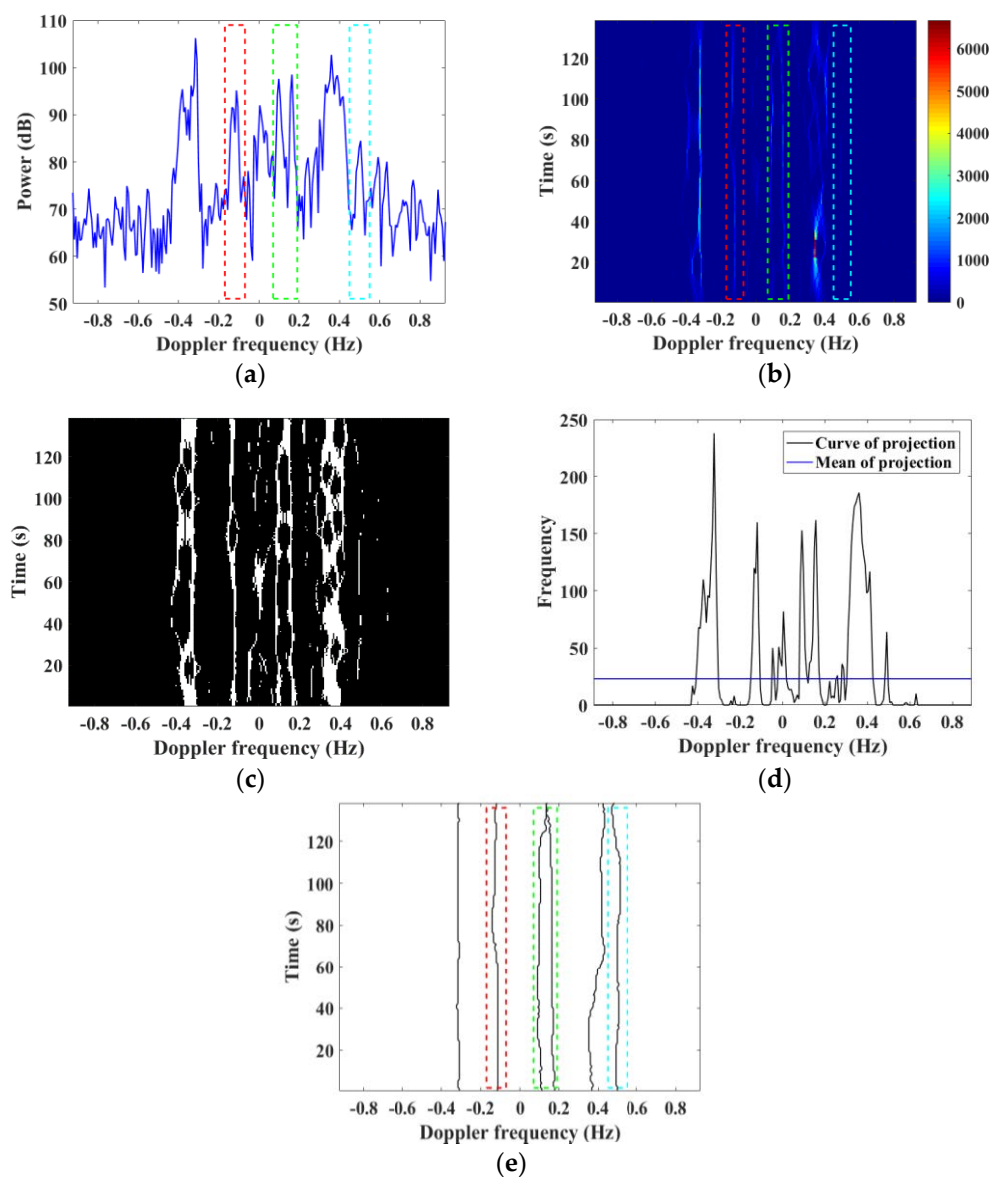 110
100
90
80
70
60
50
Power (dB)
-0.8 -0.6 -0.4 -0.2 0 0.2 0.4 0.6 0.8
Doppler frequency (Hz)
(a)
120
100
80
60
40
20
Time (s)
-0.8 -0.6 -0.4 -0.2 0 0.2 0.4 0.6 0.8
Doppler frequency (Hz)
6000
5000
4000
3000
2000
1000
0
(b)
120
100
80
60
40
20
Time (s)
-0.8 -0.6 -0.4 -0.2 0 0.2 0.4 0.6 0.8
Doppler frequency (Hz)
(c)
250
200
150
100
50
0
Frequency
Curve of projection
Mean of projection
-0.8 -0.6 -0.4 -0.2 0 0.2 0.4 0.6 0.8
Doppler frequency (Hz)
(d)
120
100
80
60
40
20
Time (s)
-0.8 -0.6 -0.4 -0.2 0 0.2 0.4 0.6 0.8
Doppler frequency (Hz)
(e)